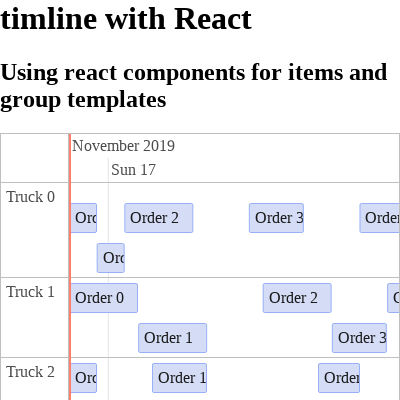 timline with React
Using react components for items and
group templates
November 2019
Sun 17
Truck 0
Ord
Order 2
Order 3
Order
Ord
Truck 1
Order 0
Order 2
Order 1
Order 3
Truck 2
Ord
Order 1
Order